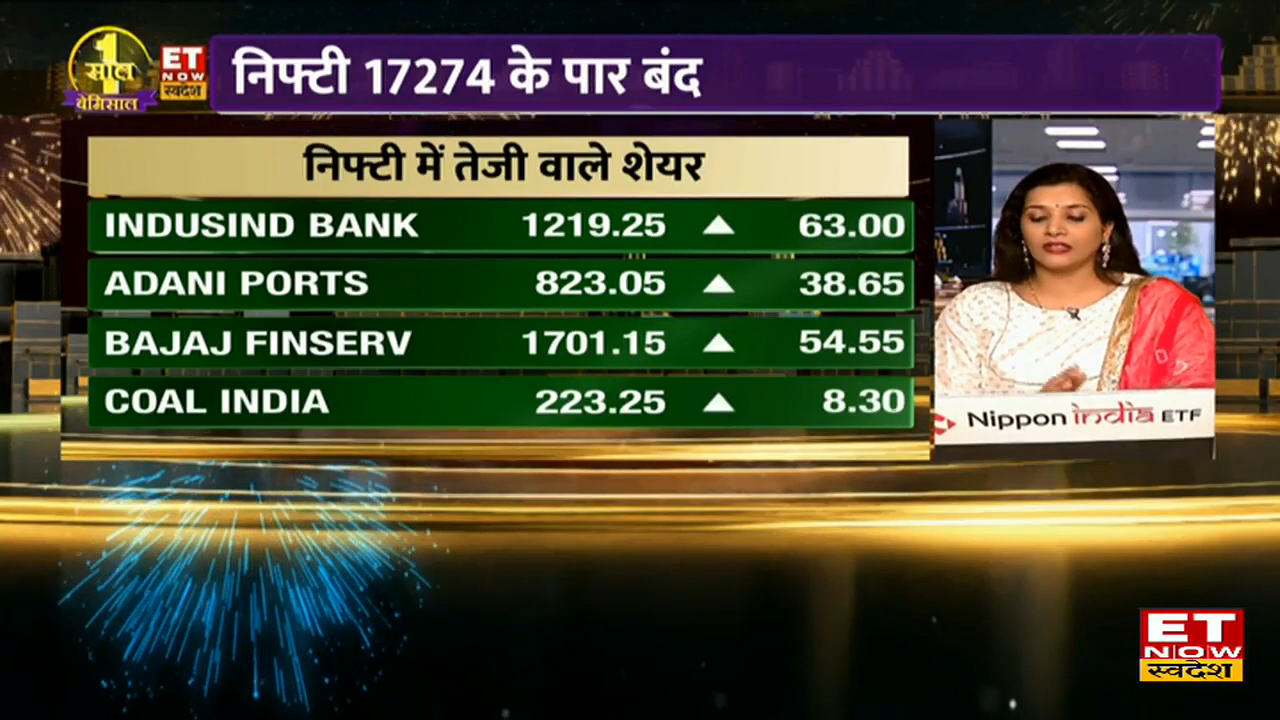 1
साल
बेमिसाल
ET
NOW
स्वदेश
निफ्टी 17274 के पार बंद
निफ्टी में तेजी वाले शेयर
INDUSIND BANK 1219.25 63.00
ADANI PORTS 823.05 38.65
BAJAJ FINSERV 1701.15 54.55
COAL INDIA 223.25 8.30
Nippon india ETF
ET
NOW
स्वदेश